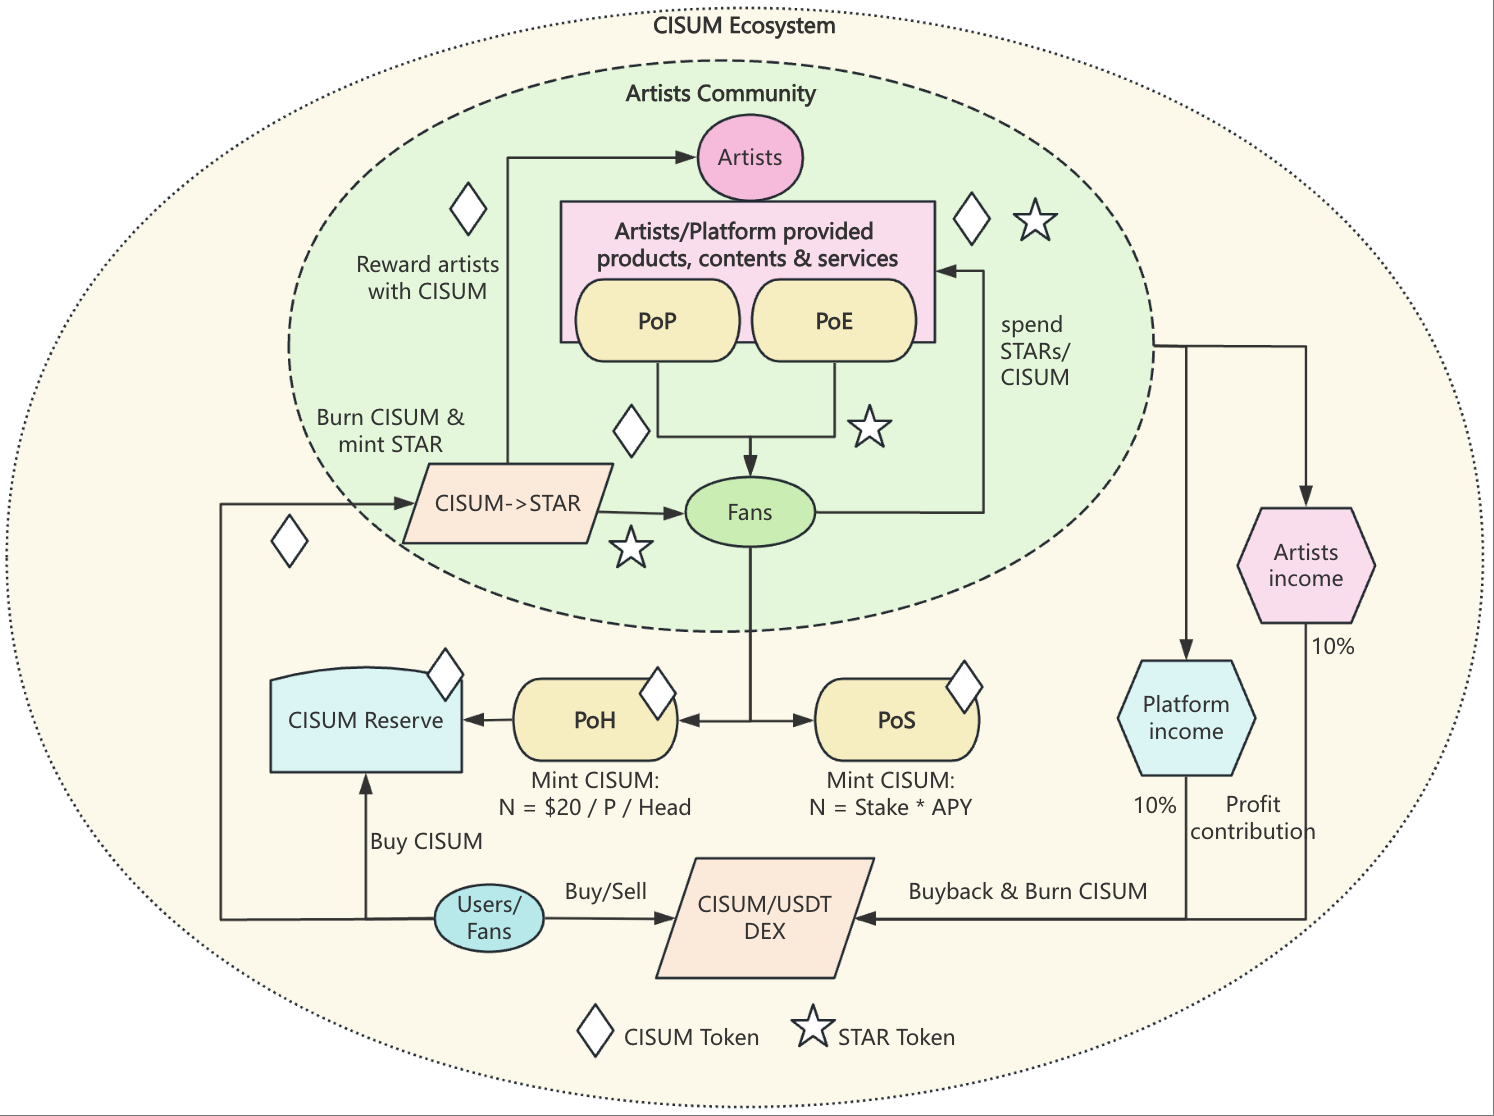 CISUM Ecosystem
Artists Community
Artists
Artists/Platform provided
products, contents & services
PoP
PoE
Reward artists
with CISUM
spend
STARs/
CISUM
Burn CISUM &
mint STAR
CISUM->STAR
Fans
Artists
income
10%
CISUM Reserve
PoH
Mint CISUM:
N = $20 / P / Head
PoS
Mint CISUM:
N = Stake * APY
Platform
income
10%
Profit
contribution
Buy CISUM
Users/
Fans
Buy/Sell
CISUM/USDT
DEX
Buyback & Burn CISUM
CISUM Token
STAR Token